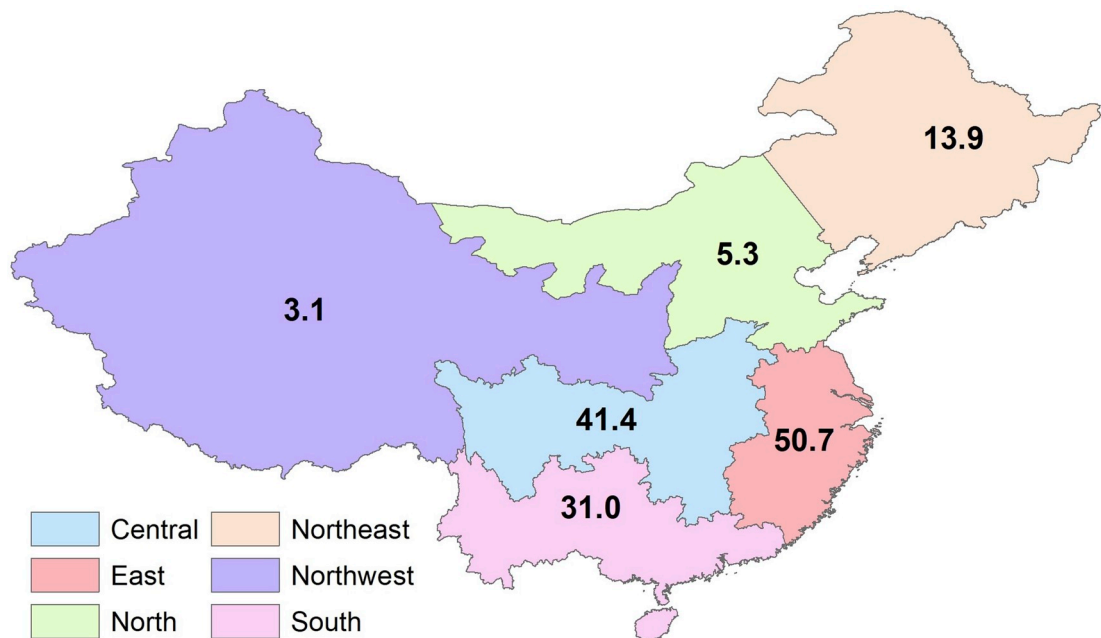 13.9
5.3
3.1
41.4
50.7
31.0
Central
Northeast
East
Northwest
North
South